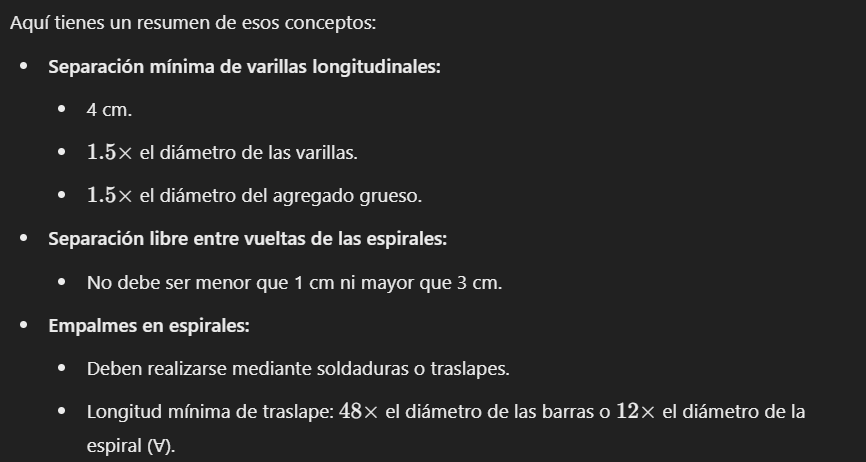 Aquí tienes un resumen de esos conceptos:
• Separación mínima de varillas longitudinales:
• 4 cm.
• 1.5× el diámetro de las varillas.
• 1.5× el diámetro del agregado grueso.
• Separación libre entre vueltas de las espirales:
• No debe ser menor que 1 cm ni mayor que 3 cm.
• Empalmes en espirales:
• Deben realizarse mediante soldaduras o traslapes.
• Longitud mínima de traslape: 48× el diámetro de las barras o 12× el diámetro de la
espiral (∀).